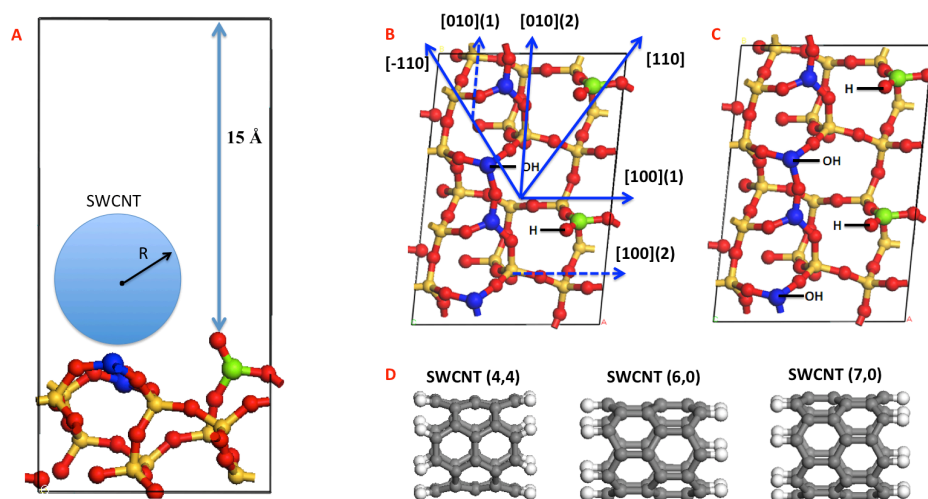 A
15 Å
SWCNT
R
B
[010](1)
[010](2)
[-110]
[110]
OH
[100](1)
H
[100](2)
C
H
OH
H
OH
D
SWCNT (4,4)
SWCNT (6,0)
SWCNT (7,0)